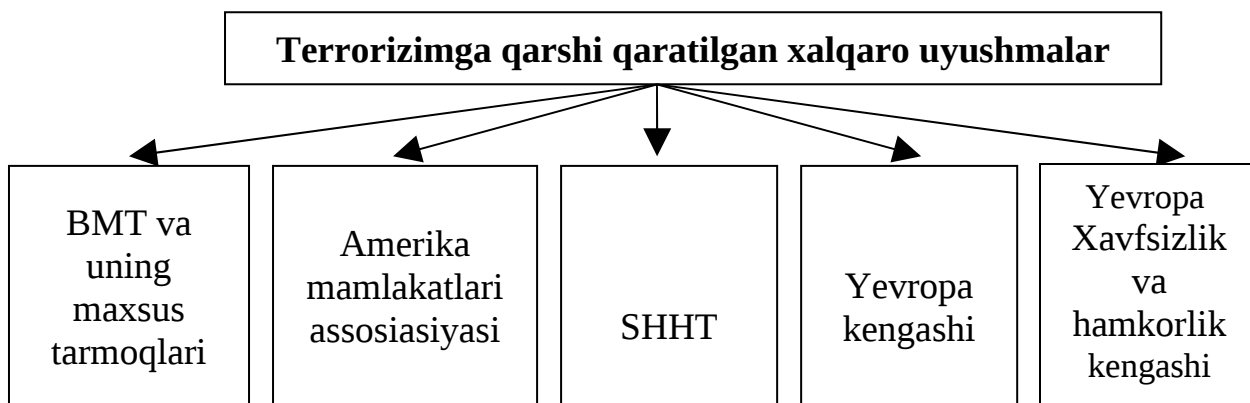 Terrorizimga qarshi qaratilgan xalqaro uyushmalar
BMT va
uning
maxsus
tarmoqlari
Amerika
mamlakatlari
assosiasiyasi
SHHT
Yevropa
kengashi
Yevropa
Xavfsizlik
va
hamkorlik
kengashi